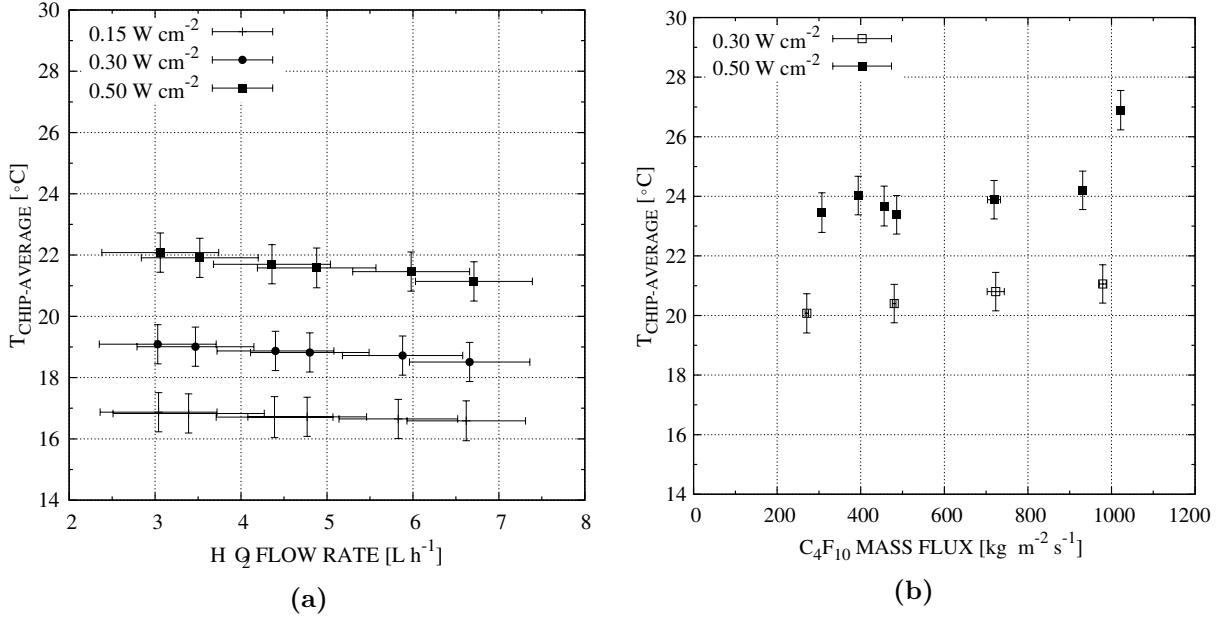 30
28
26
24
22
20
18
16
14
T_CHIP-AVERAGE [°C]
0.15 W cm⁻²
0.30 W cm⁻²
0.50 W cm⁻²
2 3 4 5 6 7 8
H O₂ FLOW RATE [L h⁻¹]
(a)
30
28
26
24
22
20
18
16
14
T_CHIP-AVERAGE [°C]
0.30 W cm⁻²
0.50 W cm⁻²
0 200 400 600 800 1000 1200
C₄F₁₀ MASS FLUX [kg m⁻² s⁻¹]
(b)